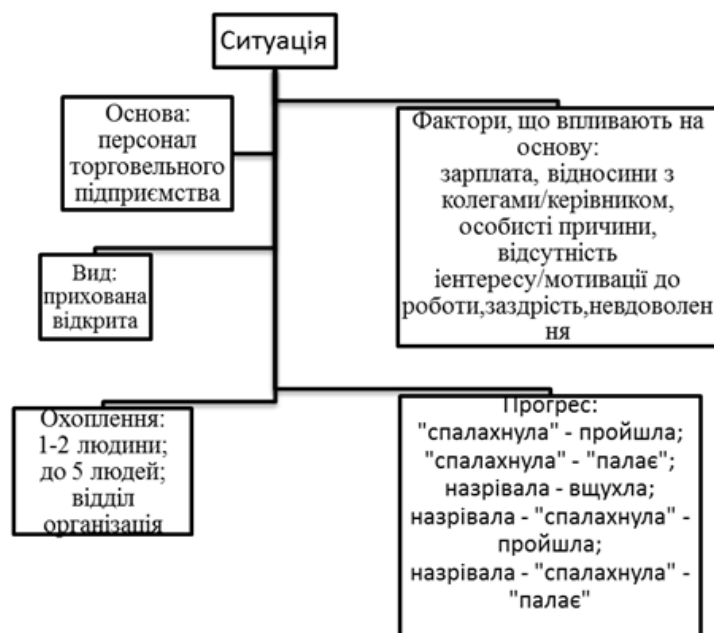 Ситуація
Основа:
персонал
торговельного
підприємства
Фактори, що впливають на
основу:
зарплата, відносини з
колегами/керівником,
особисті причини,
відсутність
іентересу/мотивації до
роботи,заздрість,невдоволен
ня
Вид:
прихована
відкрита
Охоплення:
1-2 людини;
до 5 людей;
відділ
організація
Прогрес:
"спалахнула" - пройшла;
"спалахнула" - "палає";
назрівала - вщухла;
назрівала - "спалахнула" -
пройшла;
назрівала - "спалахнула" -
"палає"